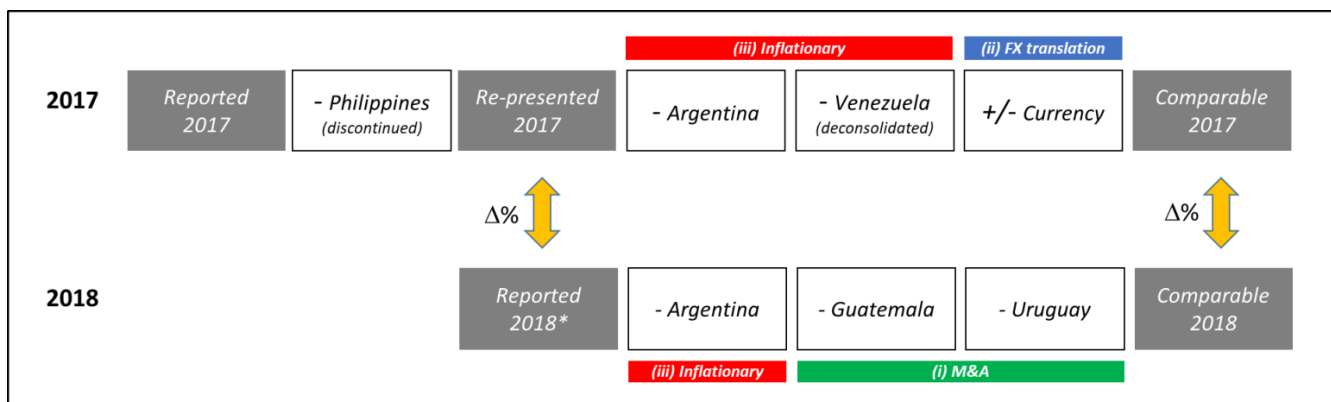 (iii) Inflationary
(ii) FX translation
2017
Reported
2017
- Philippines
(discontinued)
Re-presented
2017
- Argentina
- Venezuela
(deconsolidated)
+/- Currency
Comparable
2017
Δ%
Δ%
2018
Reported
2018*
- Argentina
- Guatemala
- Uruguay
Comparable
2018
(iii) Inflationary
(i) M&A